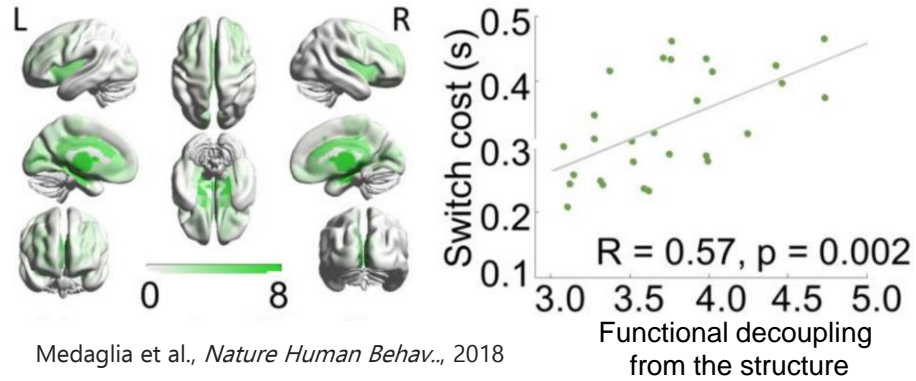 L
R
0
8
Medaglia et al., Nature Human Behav.., 2018
Switch cost (s)
0.5
0.4
0.3
0.2
0.1
R = 0.57, p = 0.002
3.0 3.5 4.0 4.5 5.0
Functional decoupling
from the structure